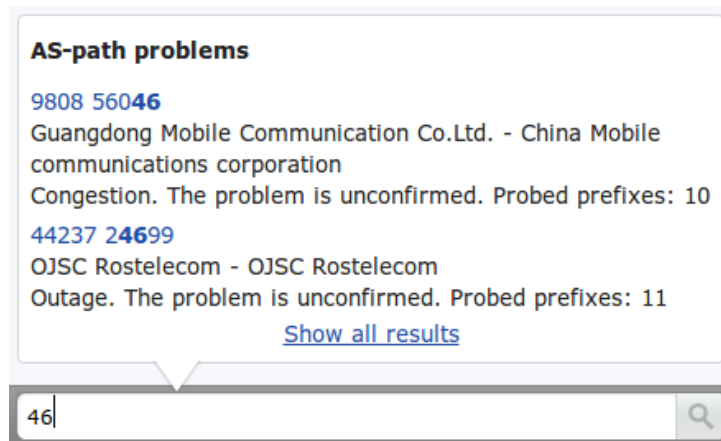 AS-path problems
9808 56046
Guangdong Mobile Communication Co.Ltd. - China Mobile
communications corporation
Congestion. The problem is unconfirmed. Probed prefixes: 10
44237 24699
OJSC Rostelecom - OJSC Rostelecom
Outage. The problem is unconfirmed. Probed prefixes: 11
Show all results
46